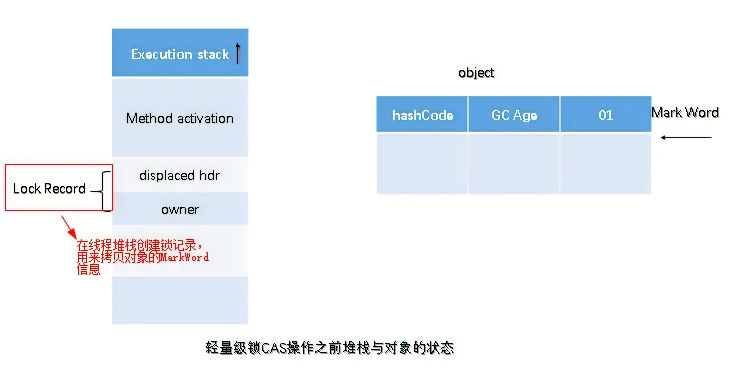 Execution stack
object
hashCode GC Age 01 Mark Word
Method activation
displaced hdr
Lock Record
owner
在线程堆栈创建锁记录，
用来拷贝对象的MarkWord
信息
轻量级锁CAS操作之前堆栈与对象的状态